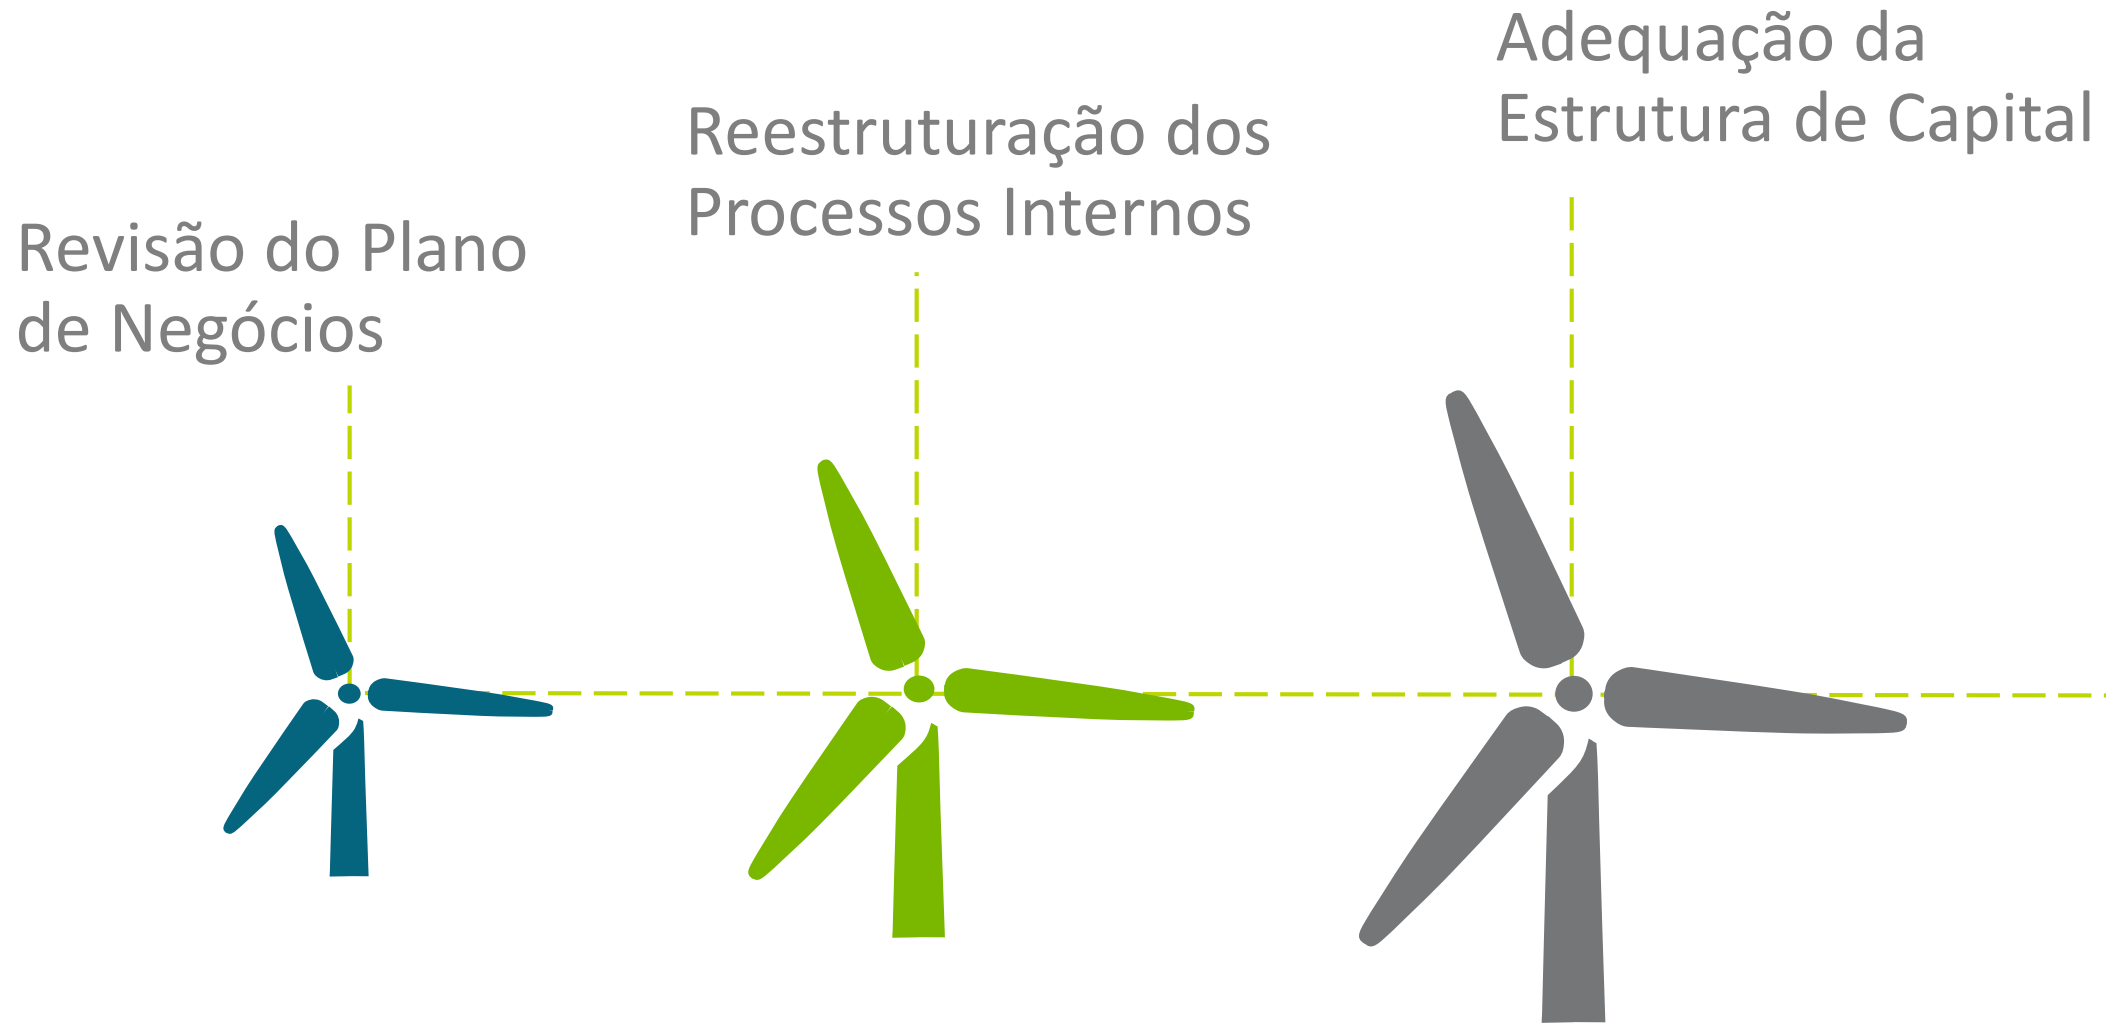 Revisão do Plano
de Negócios
Reestruturação dos
Processos Internos
Adequação da
Estrutura de Capital